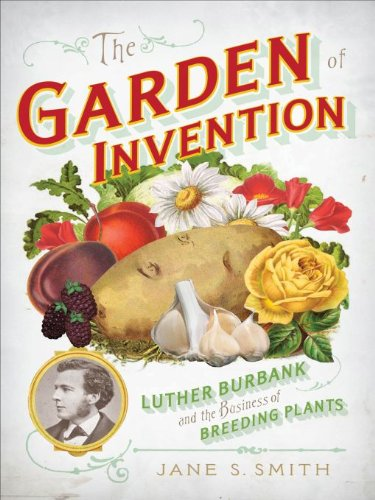 The
GARDEN of
INVENTION
LUTHER BURBANK
and the Business of
BREEDING PLANTS
JANE S. SMITH